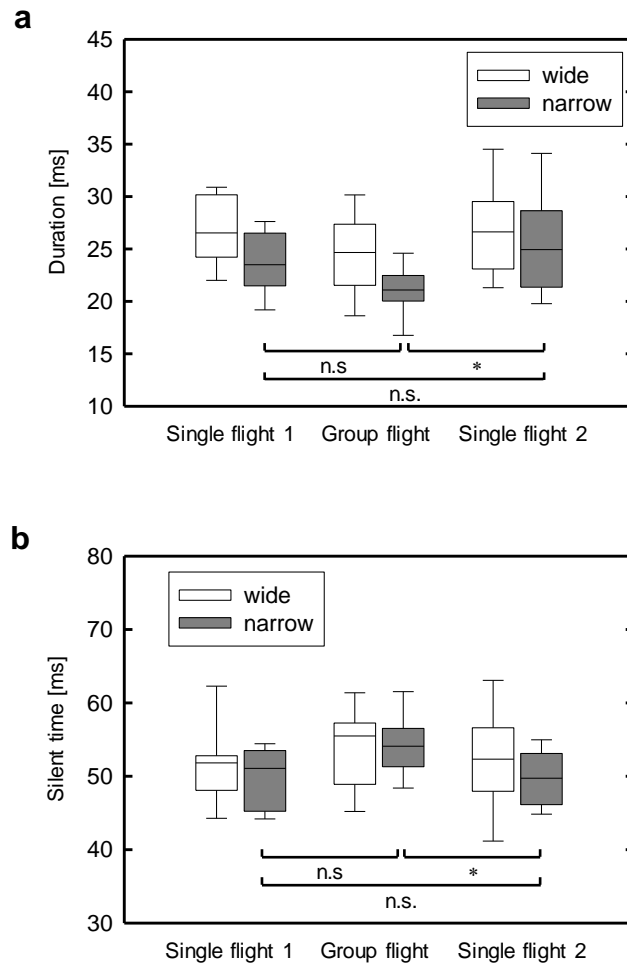 a
45
40
35
30
25
20
15
10
Duration [ms]
wide
narrow
n.s
*
n.s.
Single flight 1 Group flight Single flight 2
b
80
70
60
50
40
30
Silent time [ms]
wide
narrow
n.s
*
n.s.
Single flight 1 Group flight Single flight 2